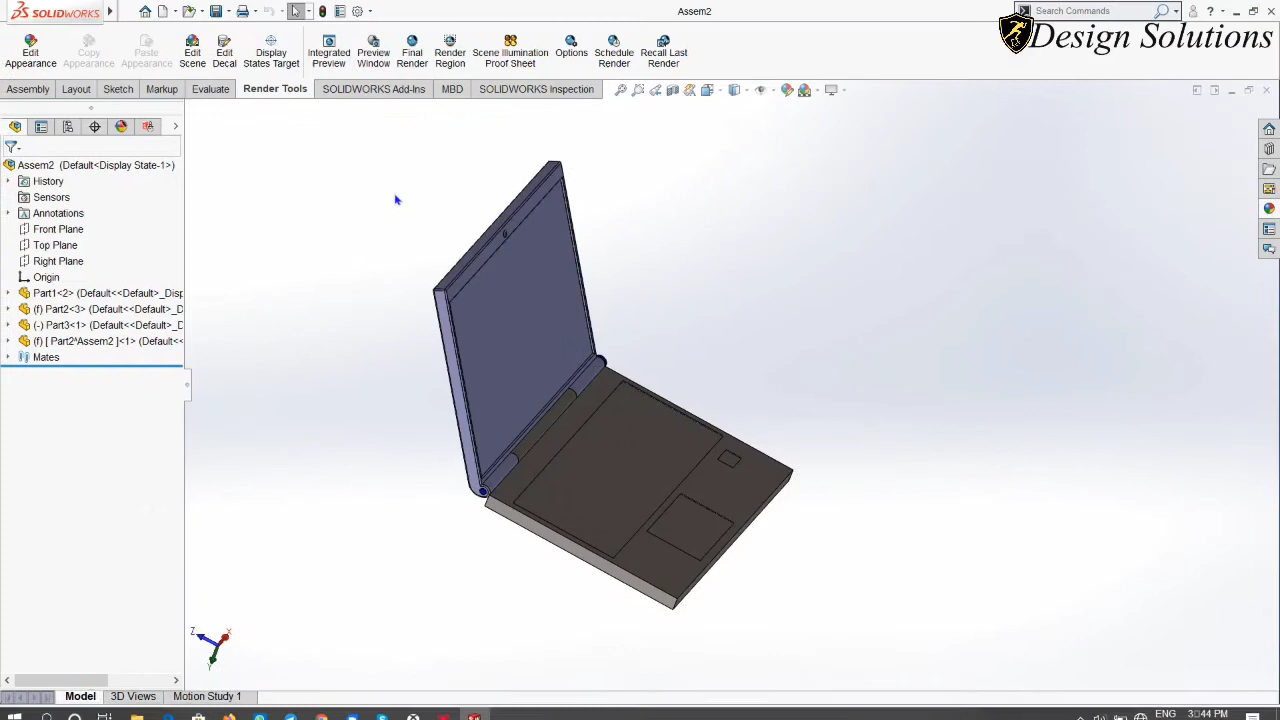 SOLIDWORKS
Assem2
Search Commands
Design Solutions
Edit Appearance
Copy Appearance
Paste Appearance
Edit Scene
Edit Decal
Display States Target
Integrated Preview
Preview Window
Final Render
Render Region
Scene Illumination Proof Sheet
Options
Schedule Render
Recall Last Render
Assembly
Layout
Sketch
Markup
Evaluate
Render Tools
SOLIDWORKS Add-Ins
MBD
SOLIDWORKS Inspection
Assem2 (Default<Display State-1>)
History
Sensors
Annotations
Front Plane
Top Plane
Right Plane
Origin
Part1<2> (Default<<Default>_Disp
(f) Part2<3> (Default<<Default>_D
(-) Part3<1> (Default<<Default>_D
(f) [ Part2^Assem2 ]<1> (Default<<
Mates
Z
X
Y
Model
3D Views
Motion Study 1
ENG
3:44 PM